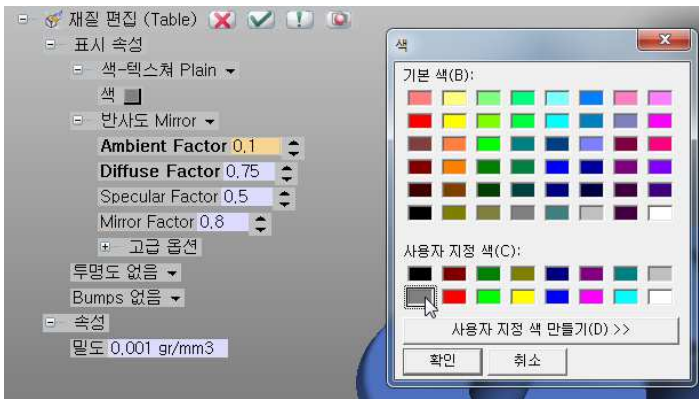 재질 편집 (Table)
표시 속성
색-텍스쳐 Plain
색
반사도 Mirror
Ambient Factor 0,1
Diffuse Factor 0,75
Specular Factor 0,5
Mirror Factor 0,8
고급 옵션
투명도 없음
Bumps 없음
속성
밀도 0,001 gr/mm3
색
기본 색(B):
사용자 지정 색(C):
사용자 지정 색 만들기(D) >>
확인 취소